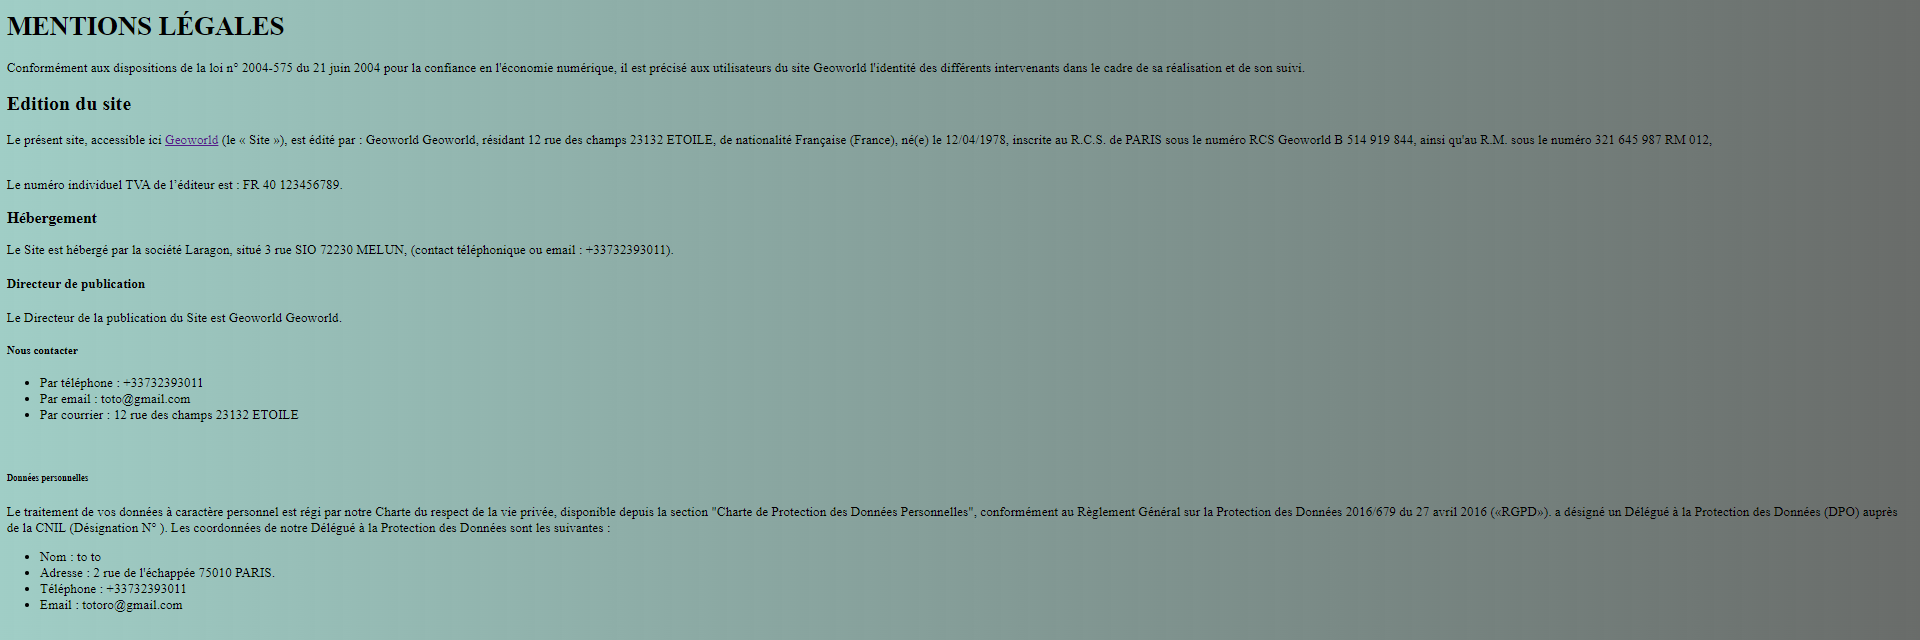 MENTIONS LÉGALES
Conformément aux dispositions de la loi n° 2004-575 du 21 juin 2004 pour la confiance en l'économie numérique, il est précisé aux utilisateurs du site Geoworld l'identité des différents intervenants dans le cadre de sa réalisation et de son suivi.
Edition du site
Le présent site, accessible ici Geoworld (le « Site »), est édité par : Geoworld Geoworld, résidant 12 rue des champs 23132 ETOILE, de nationalité Française (France), né(e) le 12/04/1978, inscrite au R.C.S. de PARIS sous le numéro RCS Geoworld B 514 919 844, ainsi qu'au R.M. sous le numéro 321 645 987 RM 012,
Le numéro individuel TVA de l’éditeur est : FR 40 123456789.
Hébergement
Le Site est hébergé par la société Laragon, situé 3 rue SIO 72230 MELUN, (contact téléphonique ou email : +33732393011).
Directeur de publication
Le Directeur de la publication du Site est Geoworld Geoworld.
Nous contacter
• Par téléphone : +33732393011
• Par email : toto@gmail.com
• Par courrier : 12 rue des champs 23132 ETOILE
Données personnelles
Le traitement de vos données à caractère personnel est régi par notre Charte du respect de la vie privée, disponible depuis la section "Charte de Protection des Données Personnelles", conformément au Règlement Général sur la Protection des Données 2016/679 du 27 avril 2016 («RGPD»). a désigné un Délégué à la Protection des Données (DPO) auprès
de la CNIL (Désignation N° ). Les coordonnées de notre Délégué à la Protection des Données sont les suivantes :
• Nom : to to
• Adresse : 2 rue de l'échappée 75010 PARIS.
• Téléphone : +33732393011
• Email : totoro@gmail.com